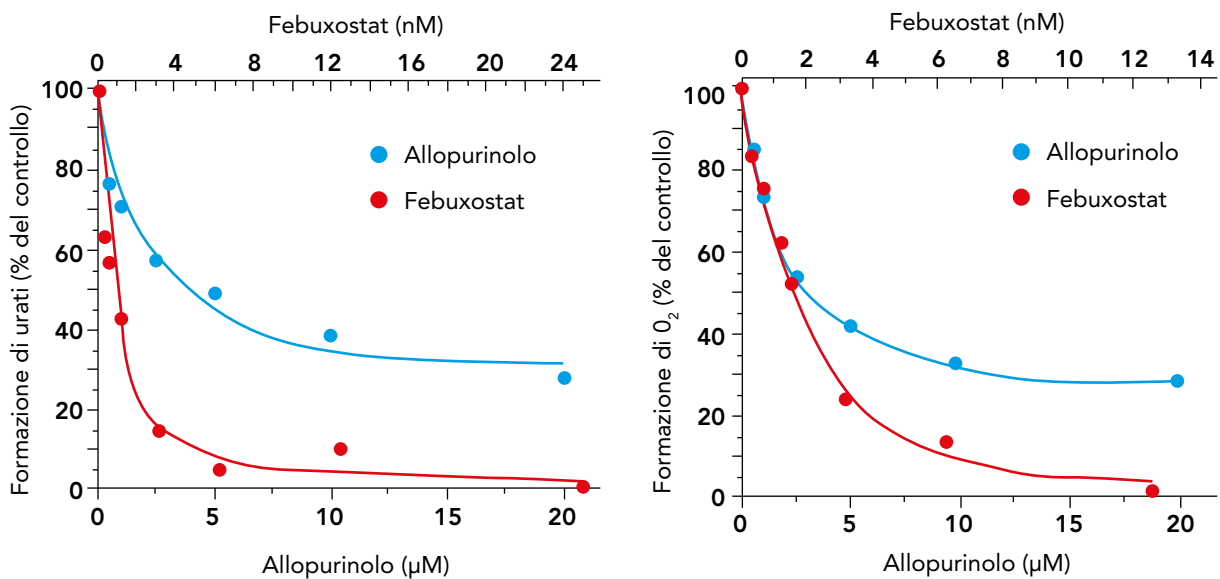 Febuxostat (nM)
0 4 6 8 12 16 20 24
100
80
60
40
20
0
Formazione di urati (% del controllo)
Allopurinolo
Febuxostat
0 5 10 15 20
Allopurinolo (µM)
Febuxostat (nM)
0 2 4 6 8 10 12 14
100
80
60
40
20
0
Formazione di 0₂ (% del controllo)
Allopurinolo
Febuxostat
0 5 10 15 20
Allopurinolo (µM)